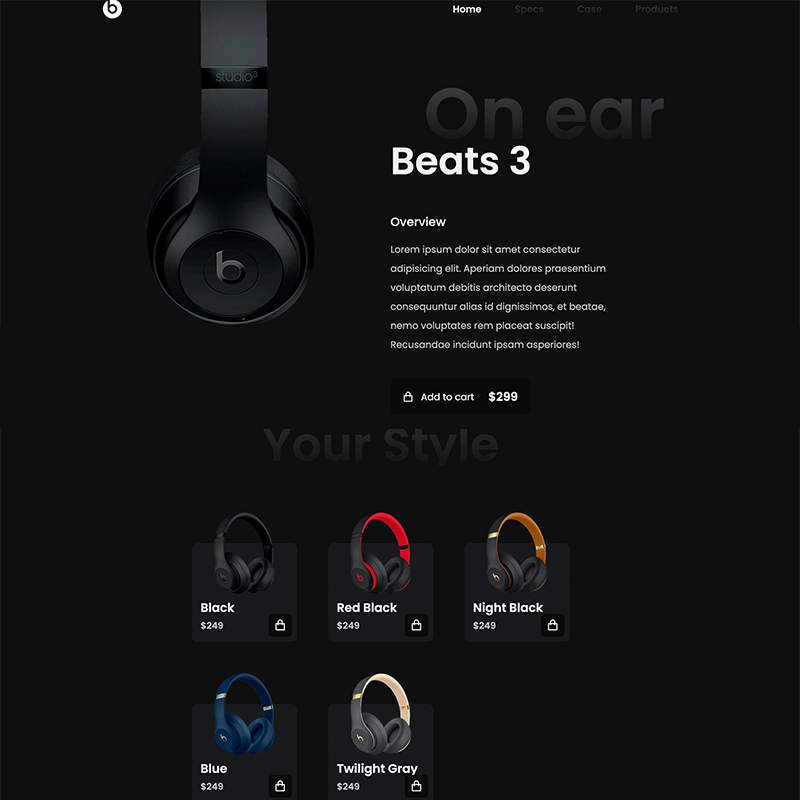 Home Specs Case Products
studio³
On ear
Beats 3
Overview
Lorem ipsum dolor sit amet consectetur
adipisicing elit. Aperiam dolores praesentium
voluptatum debitis architecto deserunt
consequuntur alias id dignissimos, et beatae,
nemo voluptates rem placeat suscipit!
Recusandae incidunt ipsam asperiores!
Add to cart $299
Your Style
Black
$249
Red Black
$249
Night Black
$249
Blue
$249
Twilight Gray
$249